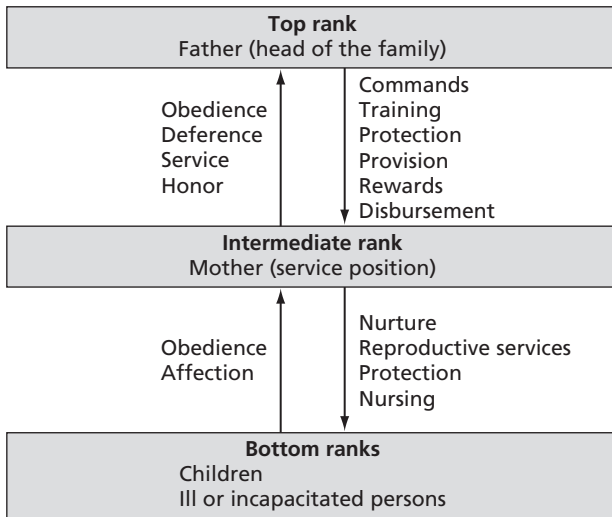 Top rank
Father (head of the family)
Obedience
Deference
Service
Honor
Commands
Training
Protection
Provision
Rewards
Disbursement
Intermediate rank
Mother (service position)
Obedience
Affection
Nurture
Reproductive services
Protection
Nursing
Bottom ranks
Children
Ill or incapacitated persons